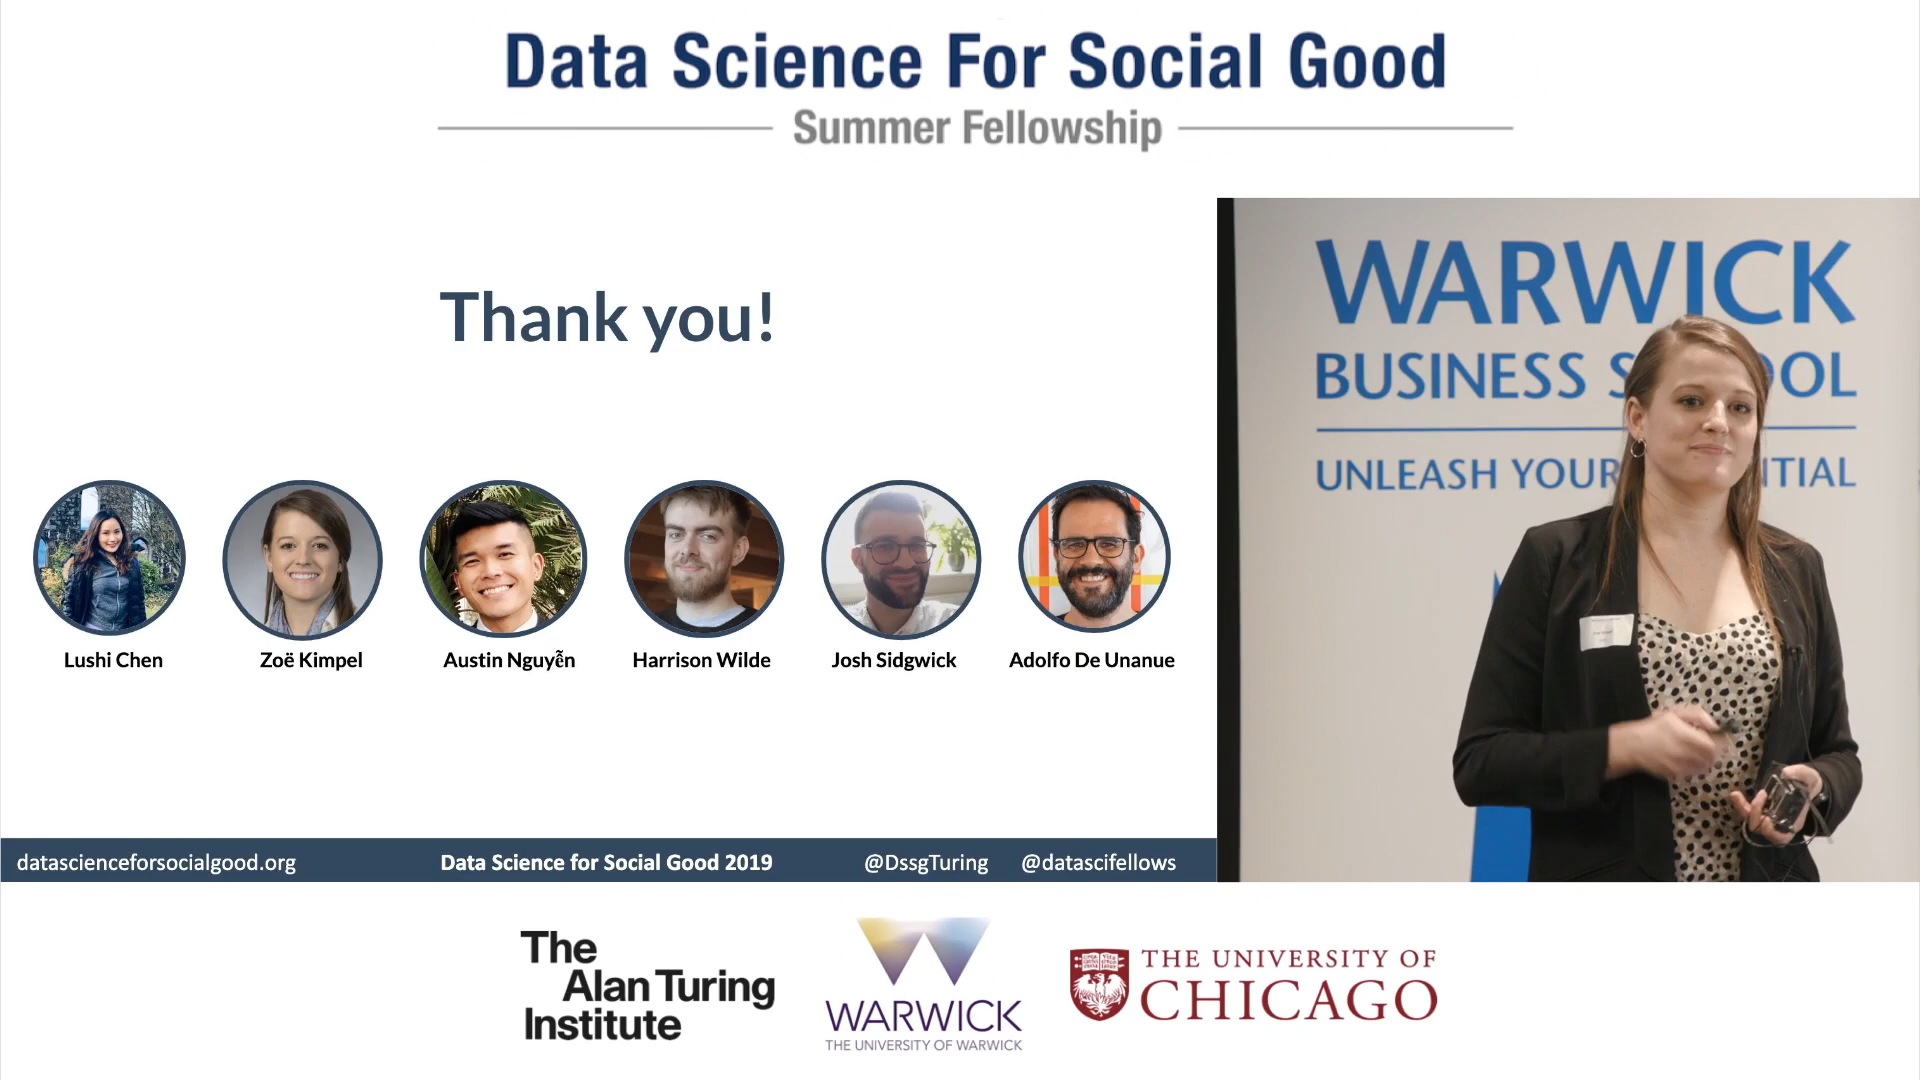 Data Science For Social Good
Summer Fellowship
Thank you!
Lushi Chen
Zoë Kimpel
Austin Nguyễn
Harrison Wilde
Josh Sidgwick
Adolfo De Unanue
datascienceforsocialgood.org
Data Science for Social Good 2019
@DssgTuring
@datascifellows
WARWICK
BUSINESS S OOL
UNLEASH YOUR NTIAL
The
Alan Turing
Institute
WARWICK
THE UNIVERSITY OF WARWICK
THE UNIVERSITY OF
CHICAGO